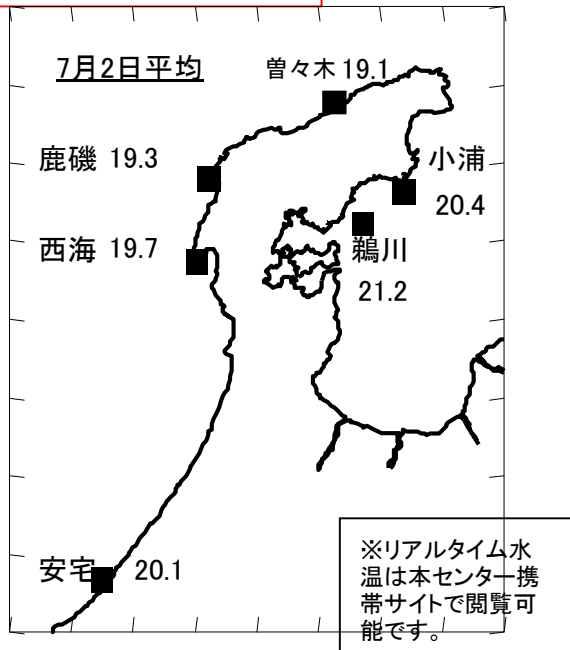 7月2日平均
曽々木 19.1
鹿磯 19.3
小浦
20.4
西海 19.7
鵜川
21.2
安宅 20.1
※リアルタイム水
温は本センター携
帯サイトで閲覧可
能です。